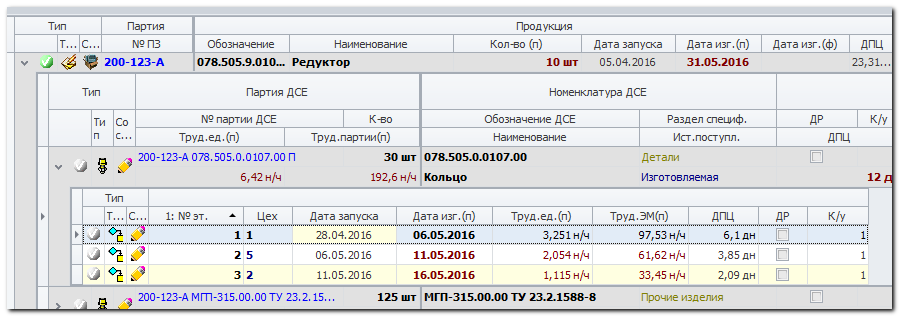 Тип Партия Продукция
Т... С... № ПЗ Обозначение Наименование Кол-во (п) Дата запуска Дата изг.(п) Дата изг.(ф) ДПЦ
200-123-А 078.505.9.010... Редуктор 10 шт 05.04.2016 31.05.2016 23,31...
Тип Партия ДСЕ Номенклатура ДСЕ
Ти п Со с... № партии ДСЕ К-во Обозначение ДСЕ Раздел специф. ДР К/у
Труд.ед.(п) Труд.партии(п) Наименование Ист.поступл. ДПЦ
200-123-А 078.505.0.0107.00 П 30 шт 078.505.0.0107.00 Детали
6,42 н/ч 192,6 н/ч Кольцо Изготовляемая 12 д
Тип
Т... С... 1: № эт. Цех Дата запуска Дата изг.(п) Труд.ед.(п) Труд.ЭМ(п) ДПЦ ДР К/у
1 1 28.04.2016 06.05.2016 3,251 н/ч 97,53 н/ч 6,1 дн 1
2 5 06.05.2016 11.05.2016 2,054 н/ч 61,62 н/ч 3,85 дн 1
3 2 11.05.2016 16.05.2016 1,115 н/ч 33,45 н/ч 2,09 дн 1
200-123-А МГП-315.00.00 ТУ 23.2.15... 125 шт МГП-315.00.00 ТУ 23.2.1588-8 Прочие изделия